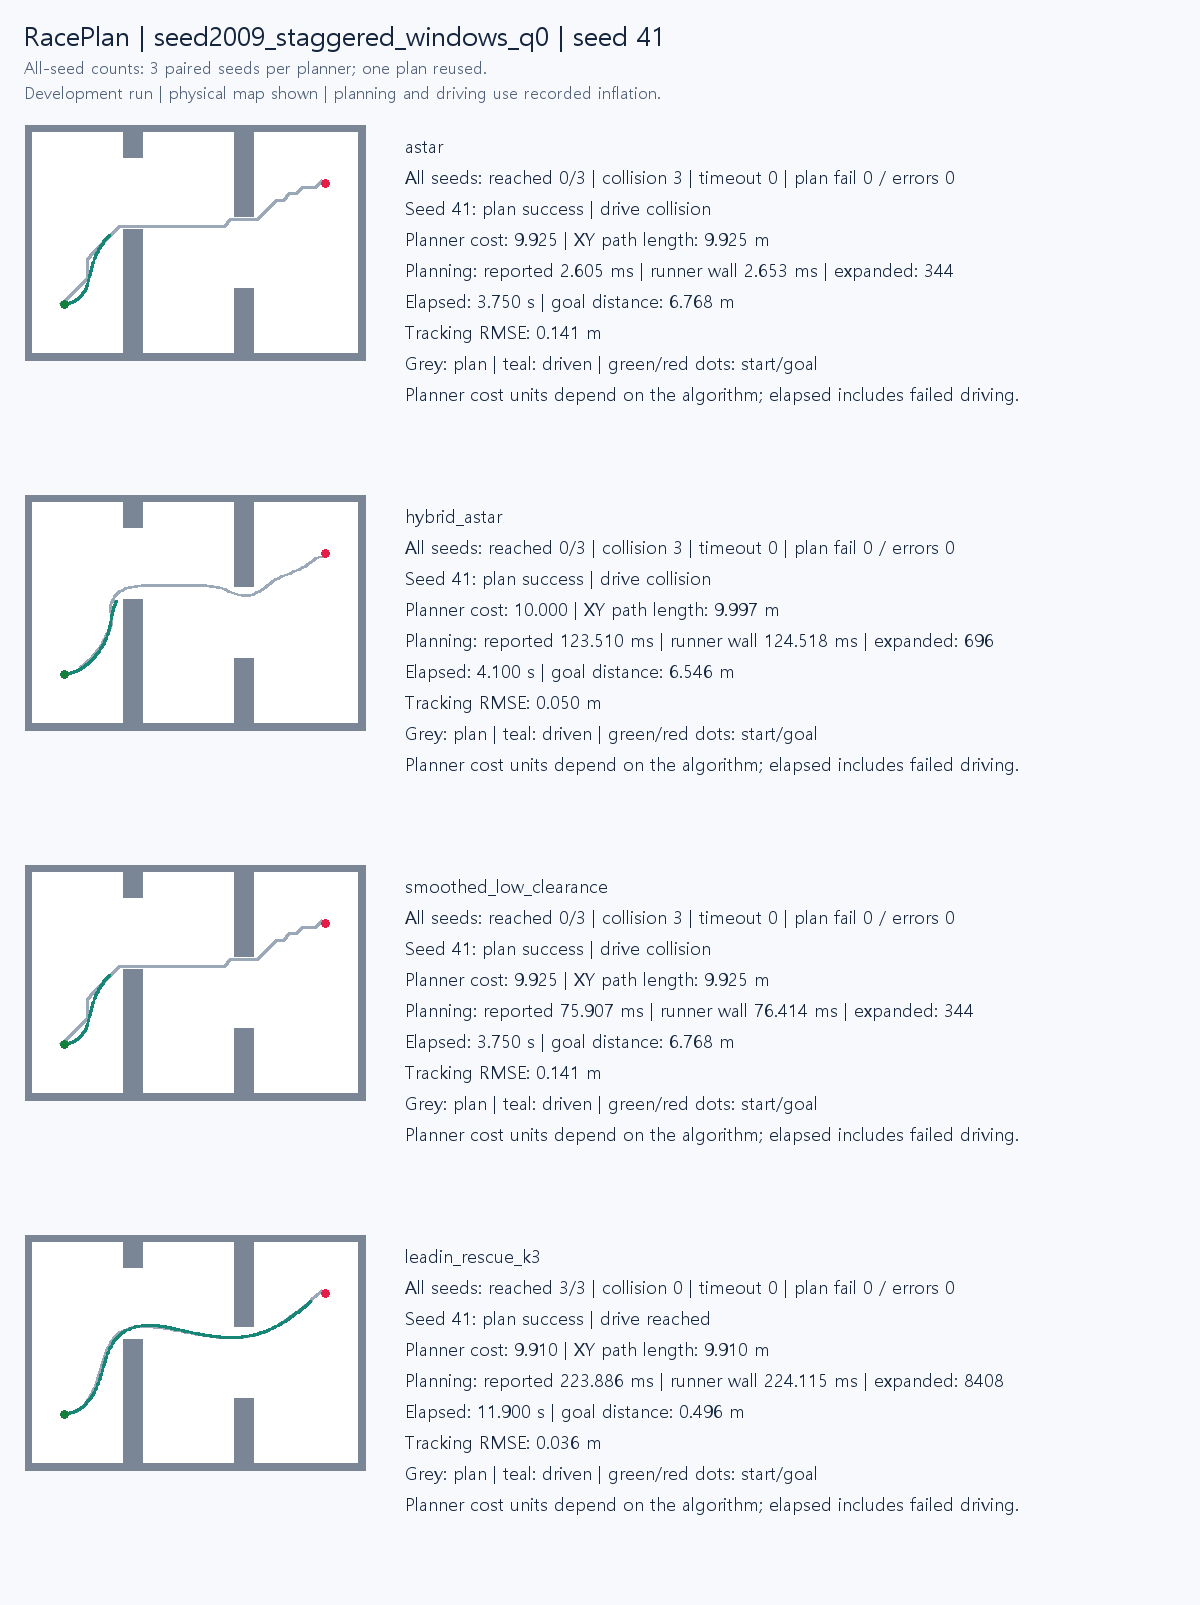 RacePlan | seed2009_staggered_windows_q0 | seed 41
All-seed counts: 3 paired seeds per planner; one plan reused.
Development run | physical map shown | planning and driving use recorded inflation.
astar
All seeds: reached 0/3 | collision 3 | timeout 0 | plan fail 0 / errors 0
Seed 41: plan success | drive collision
Planner cost: 9.925 | XY path length: 9.925 m
Planning: reported 2.605 ms | runner wall 2.653 ms | expanded: 344
Elapsed: 3.750 s | goal distance: 6.768 m
Tracking RMSE: 0.141 m
Grey: plan | teal: driven | green/red dots: start/goal
Planner cost units depend on the algorithm; elapsed includes failed driving.
hybrid_astar
All seeds: reached 0/3 | collision 3 | timeout 0 | plan fail 0 / errors 0
Seed 41: plan success | drive collision
Planner cost: 10.000 | XY path length: 9.997 m
Planning: reported 123.510 ms | runner wall 124.518 ms | expanded: 696
Elapsed: 4.100 s | goal distance: 6.546 m
Tracking RMSE: 0.050 m
Grey: plan | teal: driven | green/red dots: start/goal
Planner cost units depend on the algorithm; elapsed includes failed driving.
smoothed_low_clearance
All seeds: reached 0/3 | collision 3 | timeout 0 | plan fail 0 / errors 0
Seed 41: plan success | drive collision
Planner cost: 9.925 | XY path length: 9.925 m
Planning: reported 75.907 ms | runner wall 76.414 ms | expanded: 344
Elapsed: 3.750 s | goal distance: 6.768 m
Tracking RMSE: 0.141 m
Grey: plan | teal: driven | green/red dots: start/goal
Planner cost units depend on the algorithm; elapsed includes failed driving.
leadin_rescue_k3
All seeds: reached 3/3 | collision 0 | timeout 0 | plan fail 0 / errors 0
Seed 41: plan success | drive reached
Planner cost: 9.910 | XY path length: 9.910 m
Planning: reported 223.886 ms | runner wall 224.115 ms | expanded: 8408
Elapsed: 11.900 s | goal distance: 0.496 m
Tracking RMSE: 0.036 m
Grey: plan | teal: driven | green/red dots: start/goal
Planner cost units depend on the algorithm; elapsed includes failed driving.